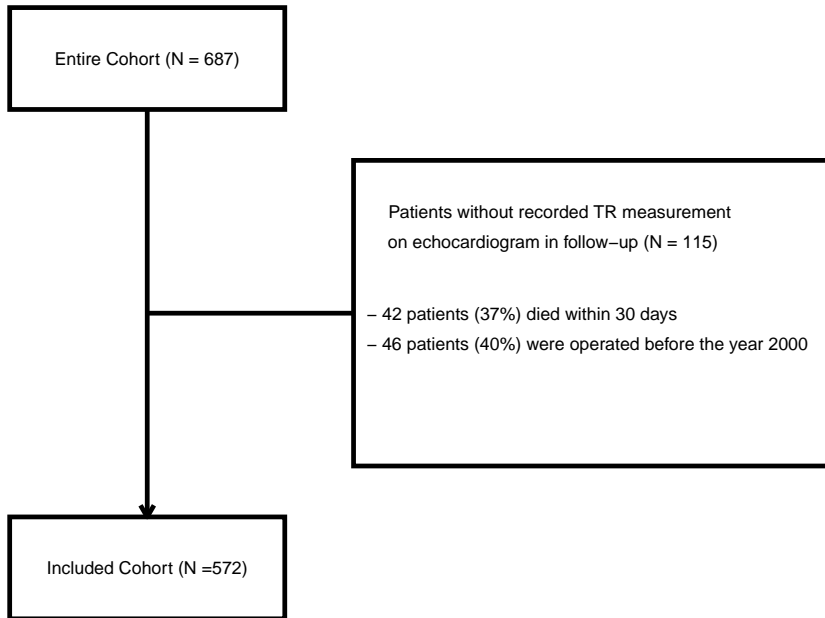 Entire Cohort (N = 687)
Patients without recorded TR measurement
on echocardiogram in follow−up (N = 115)
− 42 patients (37%) died within 30 days
− 46 patients (40%) were operated before the year 2000
Included Cohort (N =572)